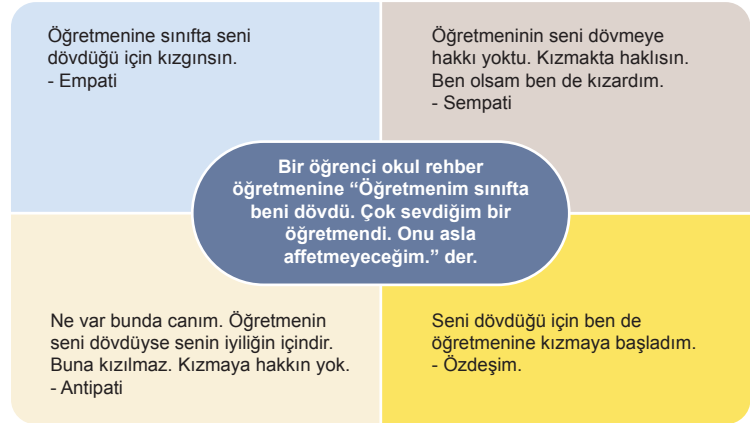 Öğretmenine sınıfta seni
dövdüğü için kızgınsın.
- Empati
Öğretmeninin seni dövmeye
hakkı yoktu. Kızmakta haklısın.
Ben olsam ben de kızardım.
- Sempati
Bir öğrenci okul rehber
öğretmenine “Öğretmenim sınıfta
beni dövdü. Çok sevdiğim bir
öğretmendi. Onu asla
affetmeyeceğim.” der.
Ne var bunda canım. Öğretmenin
seni dövdüyse senin iyiliğin içindir.
Buna kızılmaz. Kızmaya hakkın yok.
- Antipati
Seni dövdüğü için ben de
öğretmenine kızmaya başladım.
- Özdeşim.